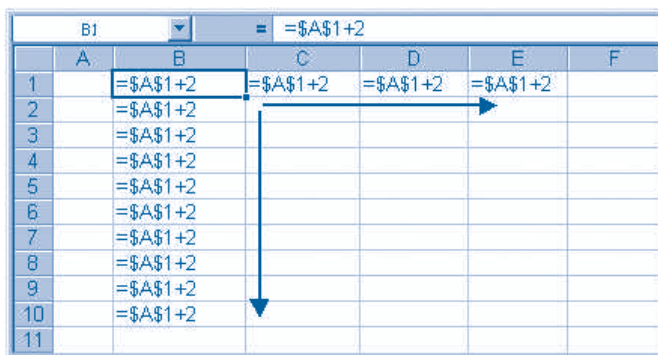 B1 = =$A$1+2
A B C D E F
1 =$A$1+2 =$A$1+2 =$A$1+2 =$A$1+2
2 =$A$1+2
3 =$A$1+2
4 =$A$1+2
5 =$A$1+2
6 =$A$1+2
7 =$A$1+2
8 =$A$1+2
9 =$A$1+2
10 =$A$1+2
11